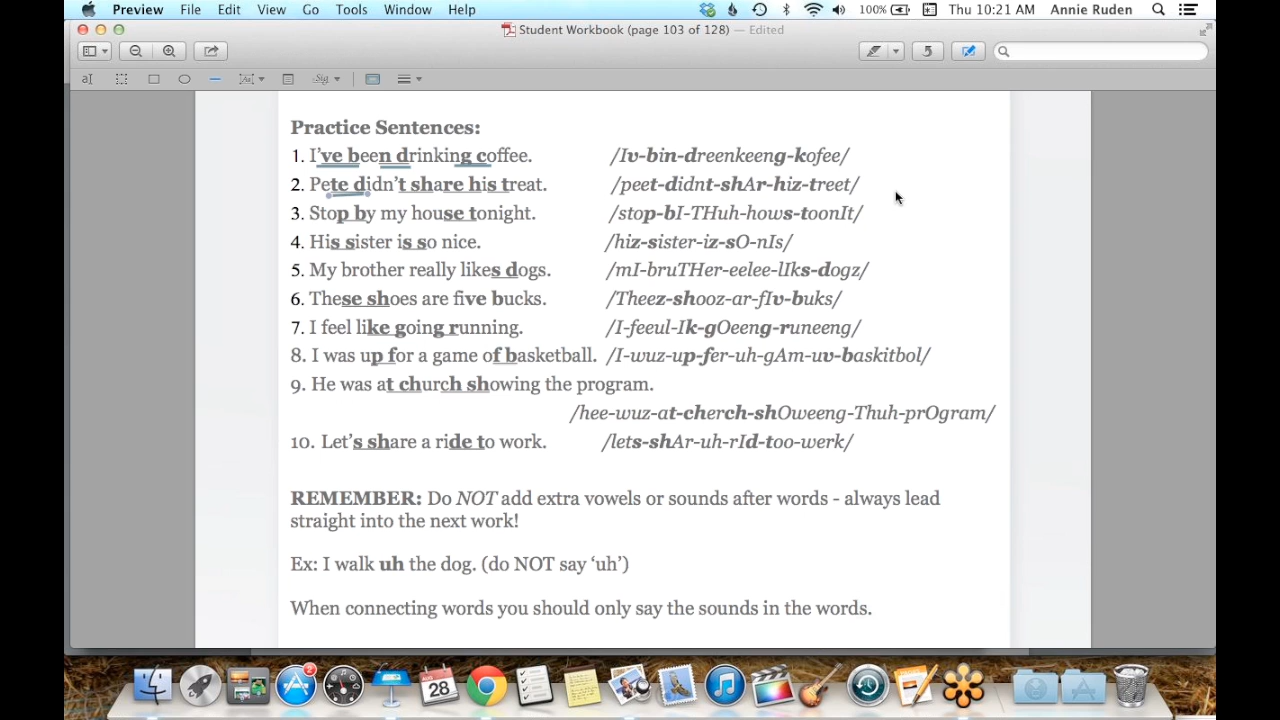 Preview File Edit View Go Tools Window Help 100% Thu 10:21 AM Annie Ruden
Student Workbook (page 103 of 128) — Edited
Practice Sentences:
1. I've been drinking coffee. /Iv-bin-dreenkeeng-kofee/
2. Pete didn't share his treat. /peet-didnt-shAr-hiz-treet/
3. Stop by my house tonight. /stop-bI-THuh-hows-toonIt/
4. His sister is so nice. /hiz-sister-iz-sO-nIs/
5. My brother really likes dogs. /mI-bruTHer-eelee-lIks-dogz/
6. These shoes are five bucks. /Theez-shooz-ar-fIv-buks/
7. I feel like going running. /I-feeul-Ik-gOeeng-runeeng/
8. I was up for a game of basketball. /I-wuz-up-fer-uh-gAm-uv-baskitbol/
9. He was at church showing the program.
/hee-wuz-at-cherch-shOweeng-Thuh-prOgram/
10. Let's share a ride to work. /lets-shAr-uh-rId-too-werk/
REMEMBER: Do NOT add extra vowels or sounds after words - always lead
straight into the next work!
Ex: I walk uh the dog. (do NOT say 'uh')
When connecting words you should only say the sounds in the words.
AUG
28
2